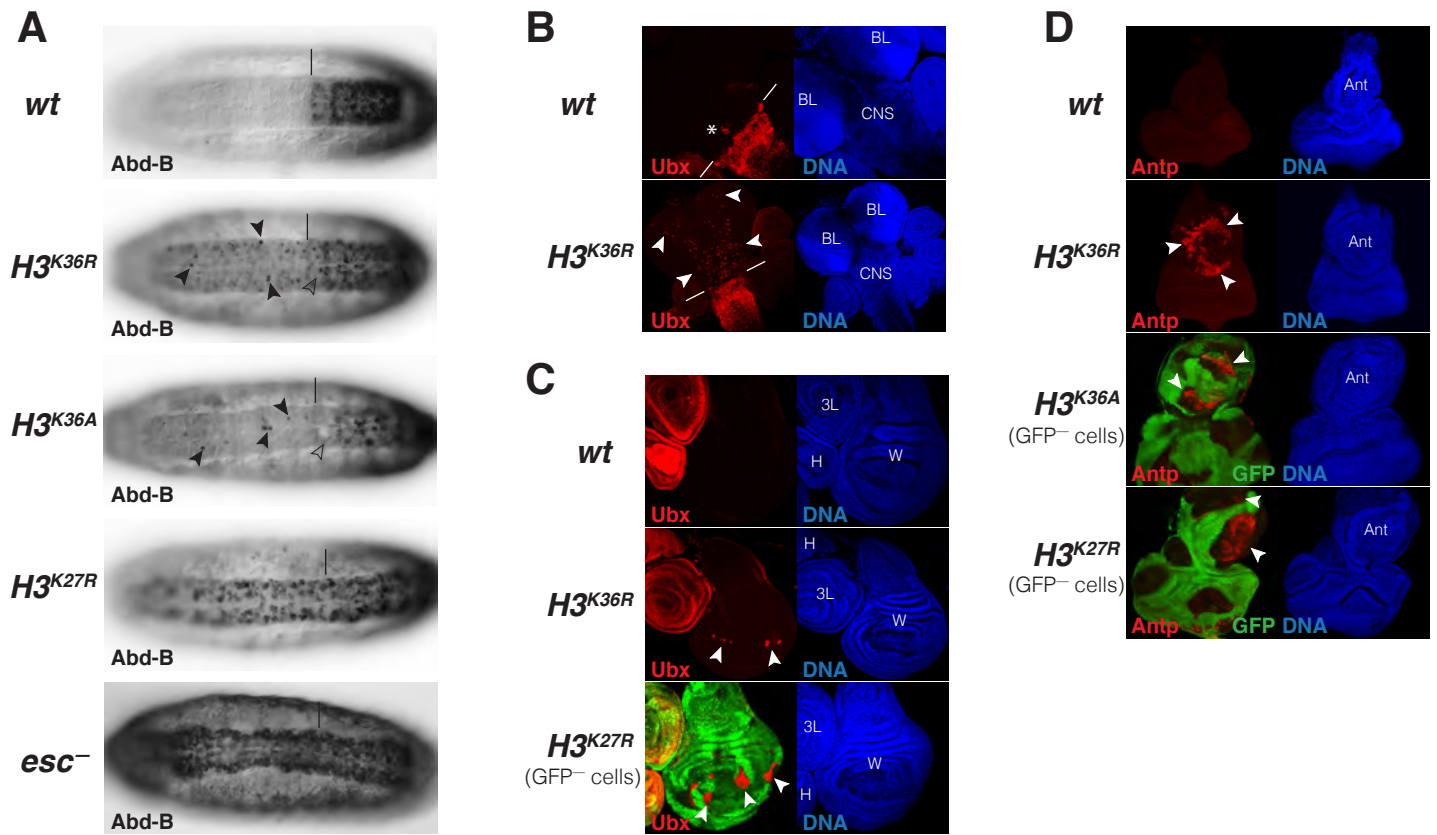 A
wt
Abd-B
H3K36R
Abd-B
H3K36A
Abd-B
H3K27R
Abd-B
esc–
Abd-B
B
wt
*
Ubx
BL
BL
CNS
DNA
H3K36R
Ubx
BL
BL
CNS
DNA
C
wt
Ubx
3L
H
W
DNA
H3K36R
Ubx
H
3L
W
DNA
H3K27R
(GFP– cells)
Ubx
3L
W
H
DNA
D
wt
Antp
Ant
DNA
H3K36R
Antp
Ant
DNA
H3K36A
(GFP– cells)
Antp
GFP
Ant
DNA
H3K27R
(GFP– cells)
Antp
GFP
Ant
DNA